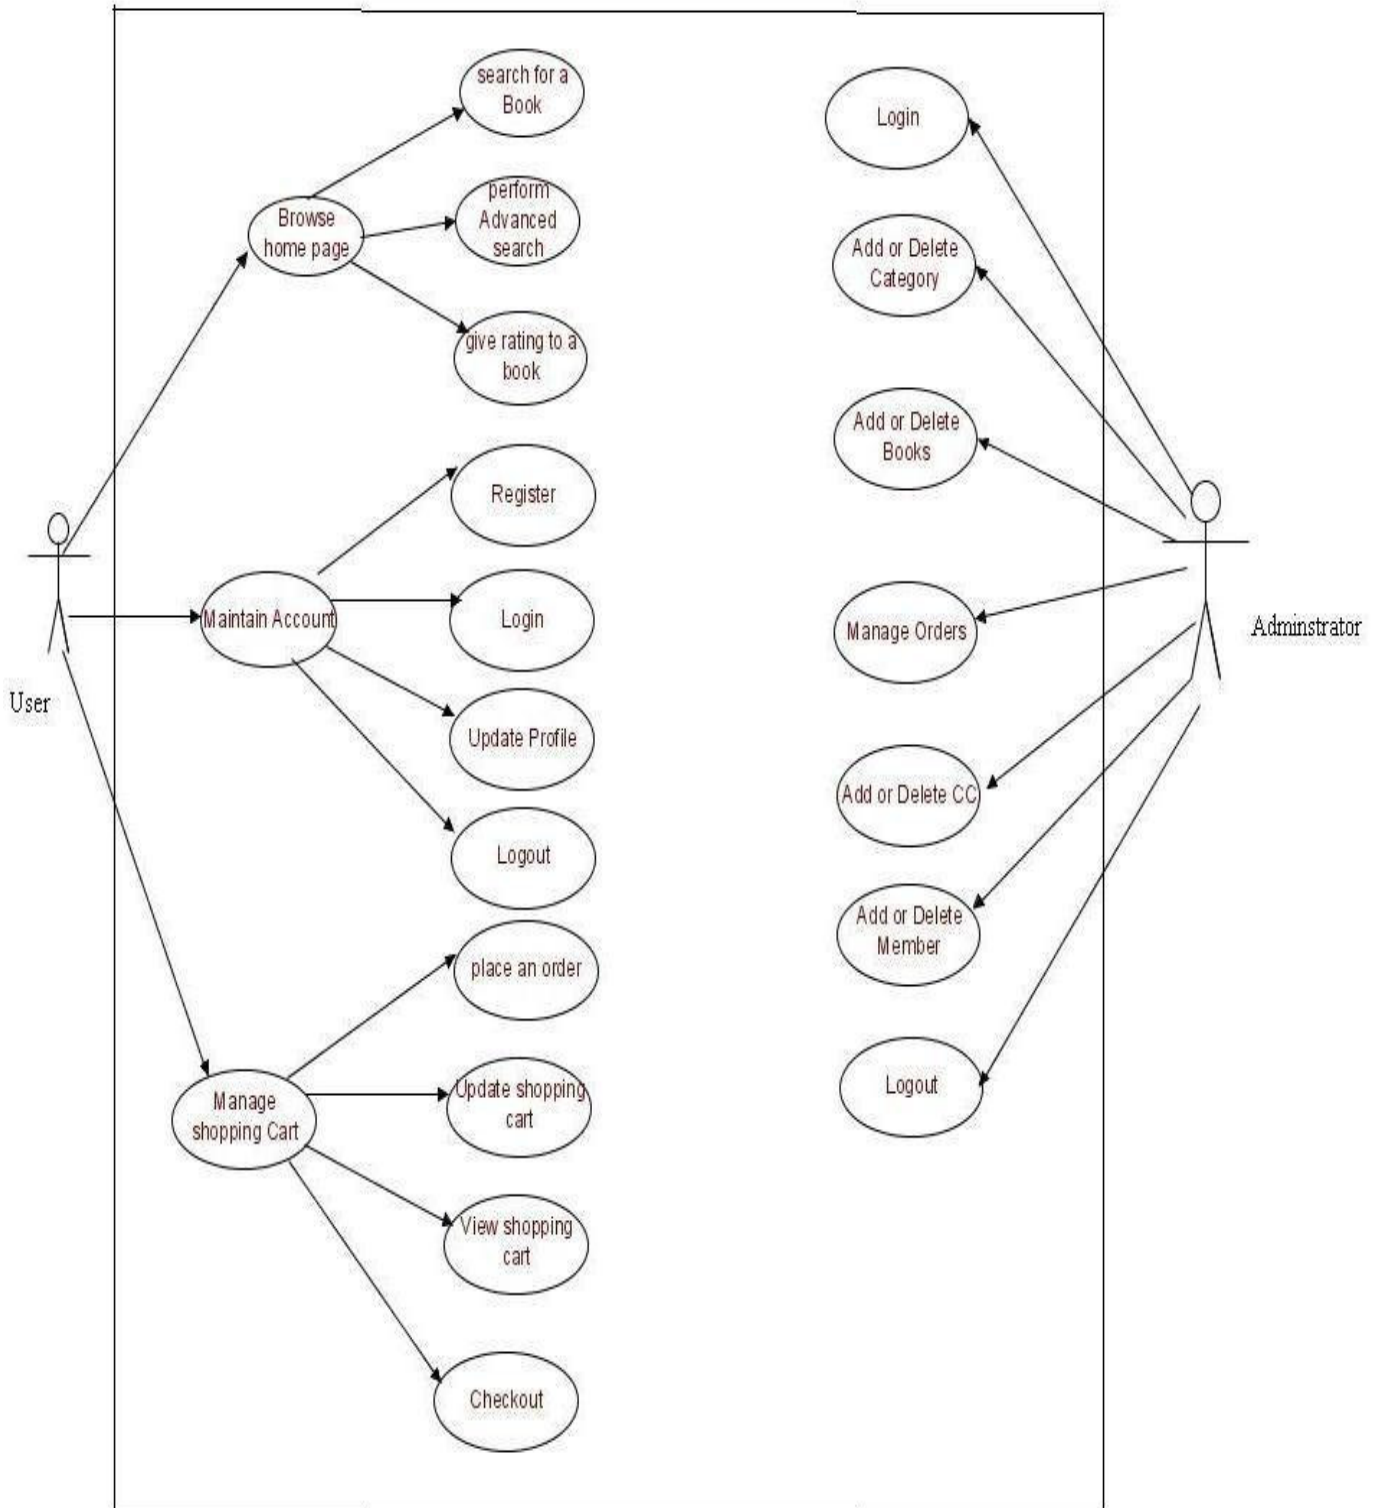 search for a
Book
Browse
home page
perform
Advanced
search
give rating to a
book
Register
Maintain Account
Login
User
Update Profile
Logout
place an order
Manage
shopping Cart
Update shopping
cart
View shopping
cart
Checkout
Login
Add or Delete
Category
Add or Delete
Books
Manage Orders
Adminstrator
Add or Delete CC
Add or Delete
Member
Logout